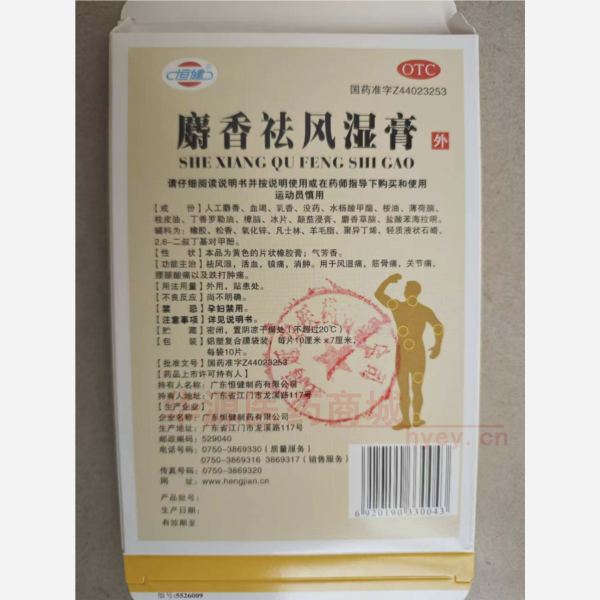 恒健®
OTC
国药准字Z44023253
麝香祛风湿膏
外
SHE XIANG QU FENG SHI GAO
请仔细阅读说明书并按说明使用或在药师指导下购买和使用
运动员慎用
【成 份】人工麝香、血竭、乳香、没药、水杨酸甲酯、桉油、薄荷脑、
桂皮油、丁香罗勒油、樟脑、冰片、颠茄浸膏、麝香草脑、盐酸苯海拉明。
辅料为：橡胶、松香、氧化锌、凡士林、羊毛脂、聚异丁烯、轻质液状石蜡、
2,6-二叔丁基对甲酚。
【性 状】本品为黄色的片状橡胶膏；气芳香。
【功能主治】祛风湿，活血，镇痛，消肿。用于风湿痛，筋骨痛，关节痛，
腰腿酸痛以及跌打肿痛。
【用法用量】外用，贴患处。
【不良反应】尚不明确。
【禁 忌】孕妇禁用。
【注意事项】详见说明书。
【贮 藏】密闭，置阴凉干燥处（不超过20℃）
【包 装】铝塑复合膜袋装，每片10厘米×7厘米，
每袋10片。
【批准文号】国药准字Z44023253
【药品上市许可持有人】
持有人名称：广东恒健制药有限公司
持有人地址：广东省江门市龙溪路117号
【生产企业】
企业名称：广东恒健制药有限公司
生产地址：广东省江门市龙溪路117号
邮政编码：529040
电话号码：0750-3869330（质量服务）
0750-3869316 3869317（销售服务）
传真号码：0750-3869320
网 址：www.hengjian.com
产品批号：
生产日期：
有效期至
6 920190 330043
版号:5526009
药商城